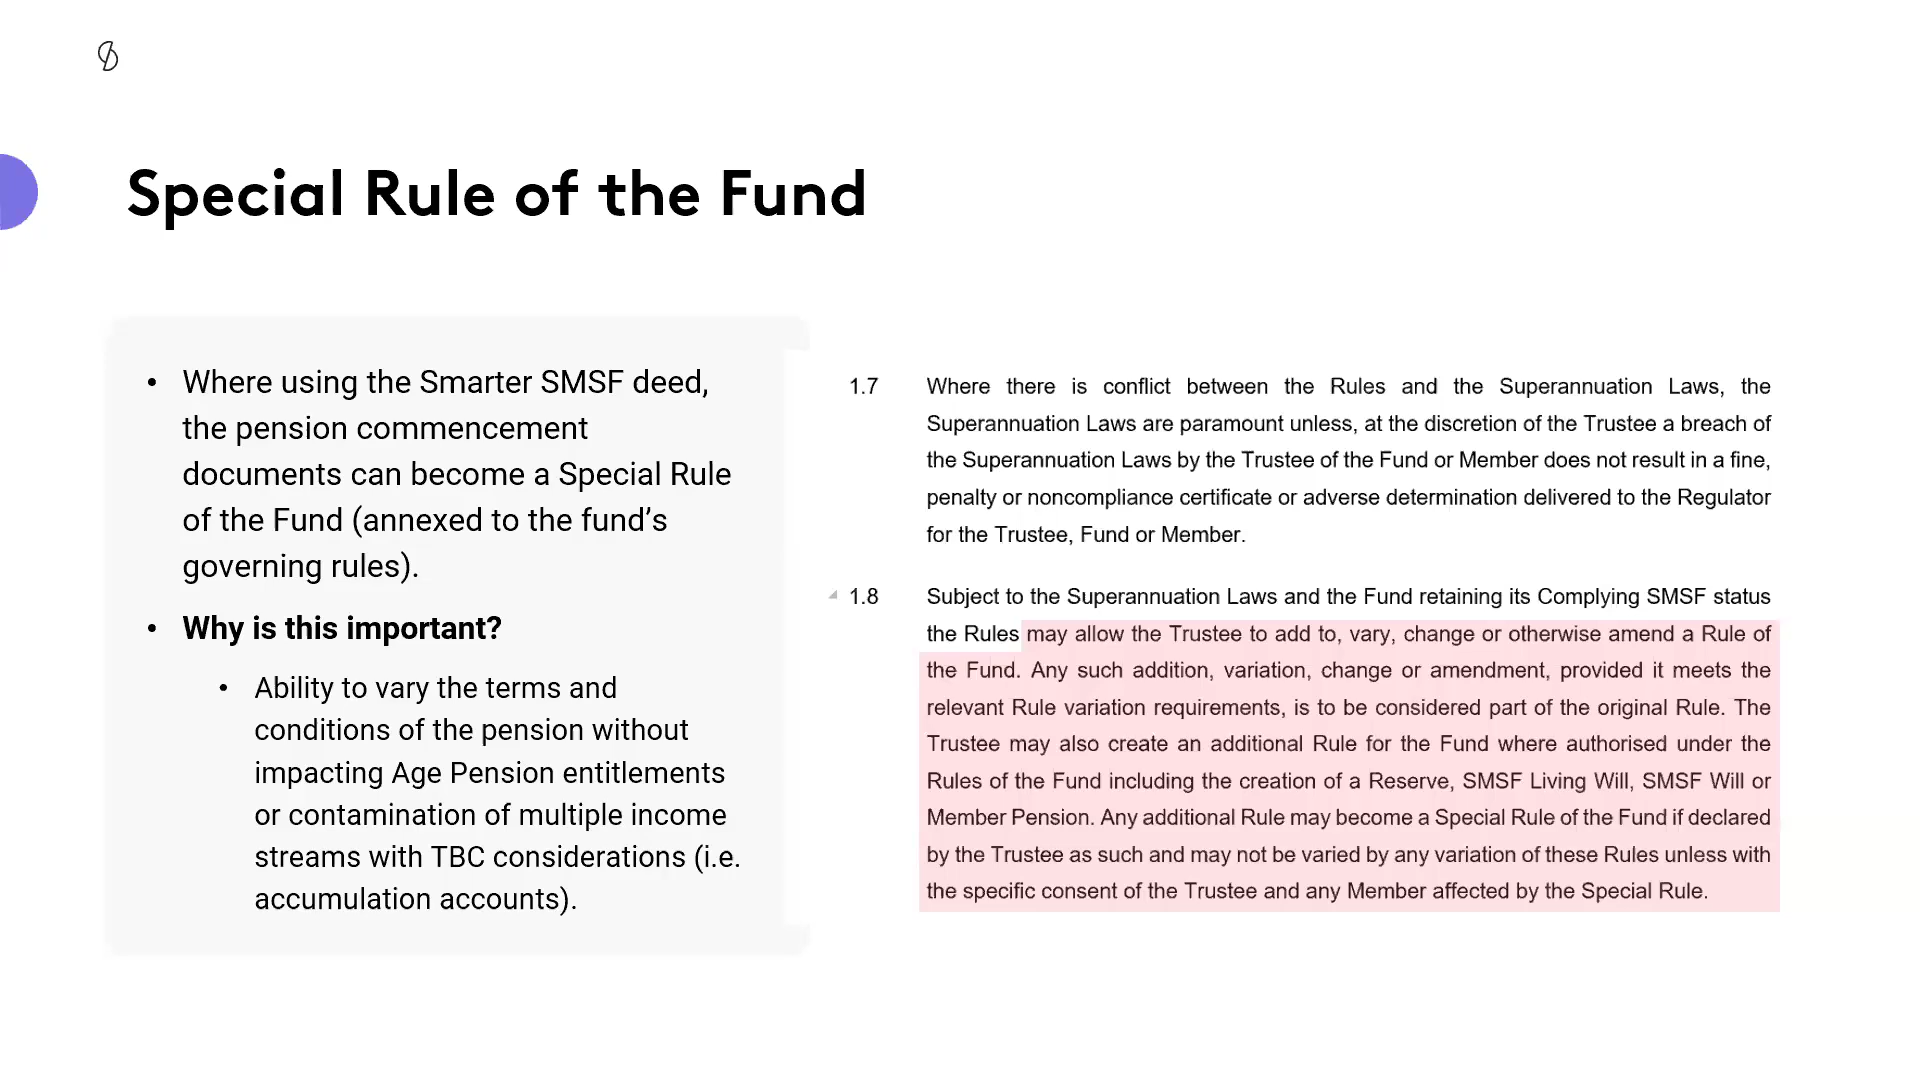 Special Rule of the Fund
• Where using the Smarter SMSF deed,
the pension commencement
documents can become a Special Rule
of the Fund (annexed to the fund’s
governing rules).
• Why is this important?
• Ability to vary the terms and
conditions of the pension without
impacting Age Pension entitlements
or contamination of multiple income
streams with TBC considerations (i.e.
accumulation accounts).
1.7 Where there is conflict between the Rules and the Superannuation Laws, the
Superannuation Laws are paramount unless, at the discretion of the Trustee a breach of
the Superannuation Laws by the Trustee of the Fund or Member does not result in a fine,
penalty or noncompliance certificate or adverse determination delivered to the Regulator
for the Trustee, Fund or Member.
1.8 Subject to the Superannuation Laws and the Fund retaining its Complying SMSF status
the Rules may allow the Trustee to add to, vary, change or otherwise amend a Rule of
the Fund. Any such addition, variation, change or amendment, provided it meets the
relevant Rule variation requirements, is to be considered part of the original Rule. The
Trustee may also create an additional Rule for the Fund where authorised under the
Rules of the Fund including the creation of a Reserve, SMSF Living Will, SMSF Will or
Member Pension. Any additional Rule may become a Special Rule of the Fund if declared
by the Trustee as such and may not be varied by any variation of these Rules unless with
the specific consent of the Trustee and any Member affected by the Special Rule.